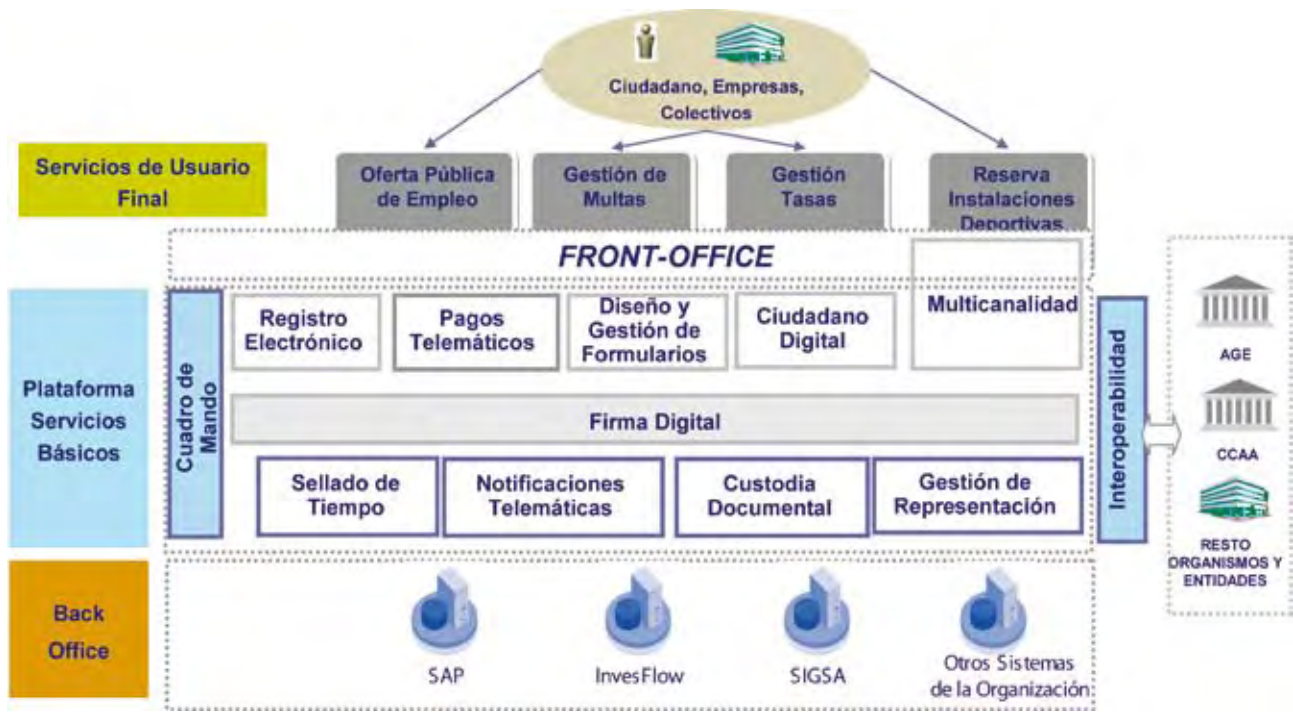 Ciudadano, Empresas,
Colectivos
Servicios de Usuario
Final
Oferta Pública
de Empleo
Gestión de
Multas
Gestión
Tasas
Reserva
Instalaciones
Deportivas
FRONT-OFFICE
Plataforma
Servicios
Básicos
Cuadro de
Mando
Registro
Electrónico
Pagos
Telemáticos
Diseño y
Gestión de
Formularios
Ciudadano
Digital
Multicanalidad
Firma Digital
Sellado de
Tiempo
Notificaciones
Telemáticas
Custodia
Documental
Gestión de
Representación
Interoperabilidad
AGE
CCAA
RESTO
ORGANISMOS Y
ENTIDADES
Back
Office
SAP
InvesFlow
SIGSA
Otros Sistemas
de la Organización